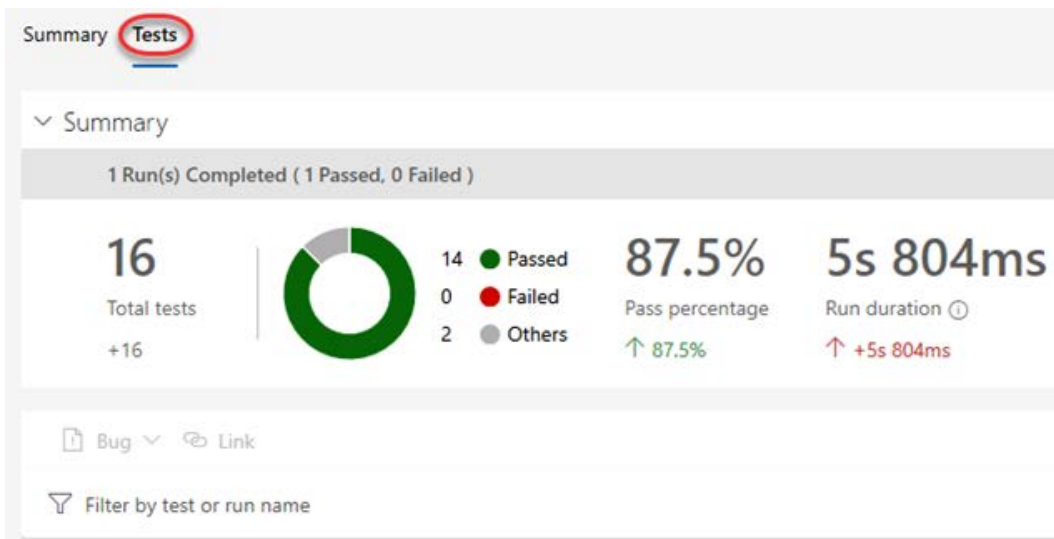 Summary Tests
Summary
1 Run(s) Completed ( 1 Passed, 0 Failed )
16
Total tests
+16
14 Passed
0 Failed
2 Others
87.5%
Pass percentage
87.5%
5s 804ms
Run duration
+5s 804ms
Bug Link
Filter by test or run name